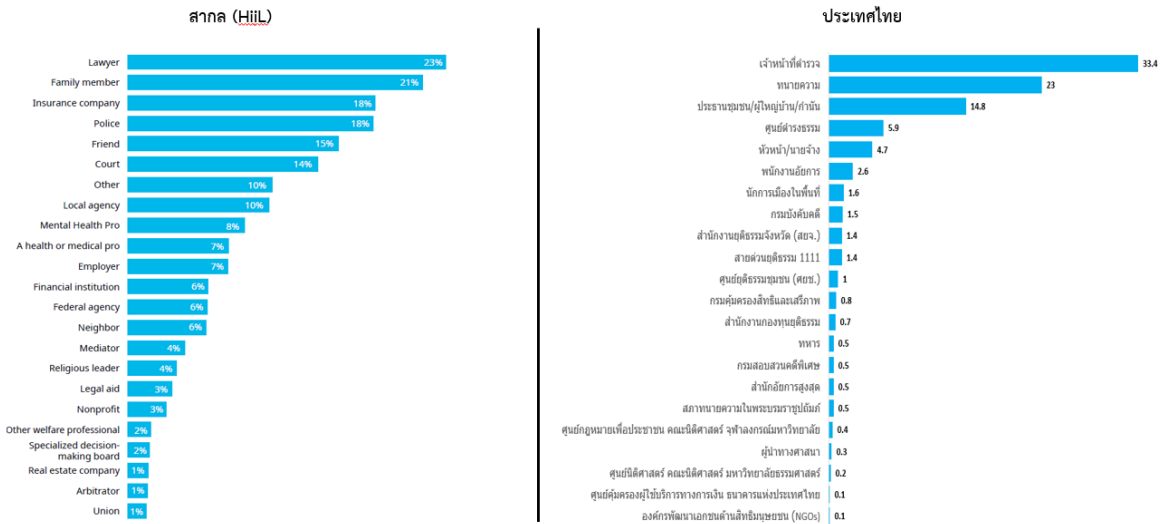 สากล (HiiL)
Lawyer 23%
Family member 21%
Insurance company 18%
Police 18%
Friend 15%
Court 14%
Other 10%
Local agency 10%
Mental Health Pro 8%
A health or medical pro 7%
Employer 7%
Financial institution 6%
Federal agency 6%
Neighbor 6%
Mediator 4%
Religious leader 4%
Legal aid 3%
Nonprofit 3%
Other welfare professional 2%
Specialized decision-
making board 2%
Real estate company 1%
Arbitrator 1%
Union 1%
ประเทศไทย
เจ้าหน้าที่ตำรวจ 33.4
ทนายความ 23
ประธานชุมชน/ผู้ใหญ่บ้าน/กำนัน 14.8
ศูนย์ดำรงธรรม 5.9
หัวหน้า/นายจ้าง 4.7
พนักงานอัยการ 2.6
นักการเมืองในพื้นที่ 1.6
กรมบังคับคดี 1.5
สำนักงานยุติธรรมจังหวัด (สยจ.) 1.4
สายด่วนยุติธรรม 1111 1.4
ศูนย์ยุติธรรมชุมชน (ศยช.) 1
กรมคุ้มครองสิทธิและเสรีภาพ 0.8
สำนักงานกองทุนยุติธรรม 0.7
ทหาร 0.5
กรมสอบสวนคดีพิเศษ 0.5
สำนักอัยการสูงสุด 0.5
สภาทนายความในพระบรมราชูปถัมภ์ 0.5
ศูนย์กฎหมายเพื่อประชาชน คณะนิติศาสตร์ จุฬาลงกรณ์มหาวิทยาลัย 0.4
ผู้นำทางศาสนา 0.3
ศูนย์นิติศาสตร์ คณะนิติศาสตร์ มหาวิทยาลัยธรรมศาสตร์ 0.2
ศูนย์คุ้มครองผู้ใช้บริการทางการเงิน ธนาคารแห่งประเทศไทย 0.1
องค์กรพัฒนาเอกชนด้านสิทธิมนุษยชน (NGOs) 0.1